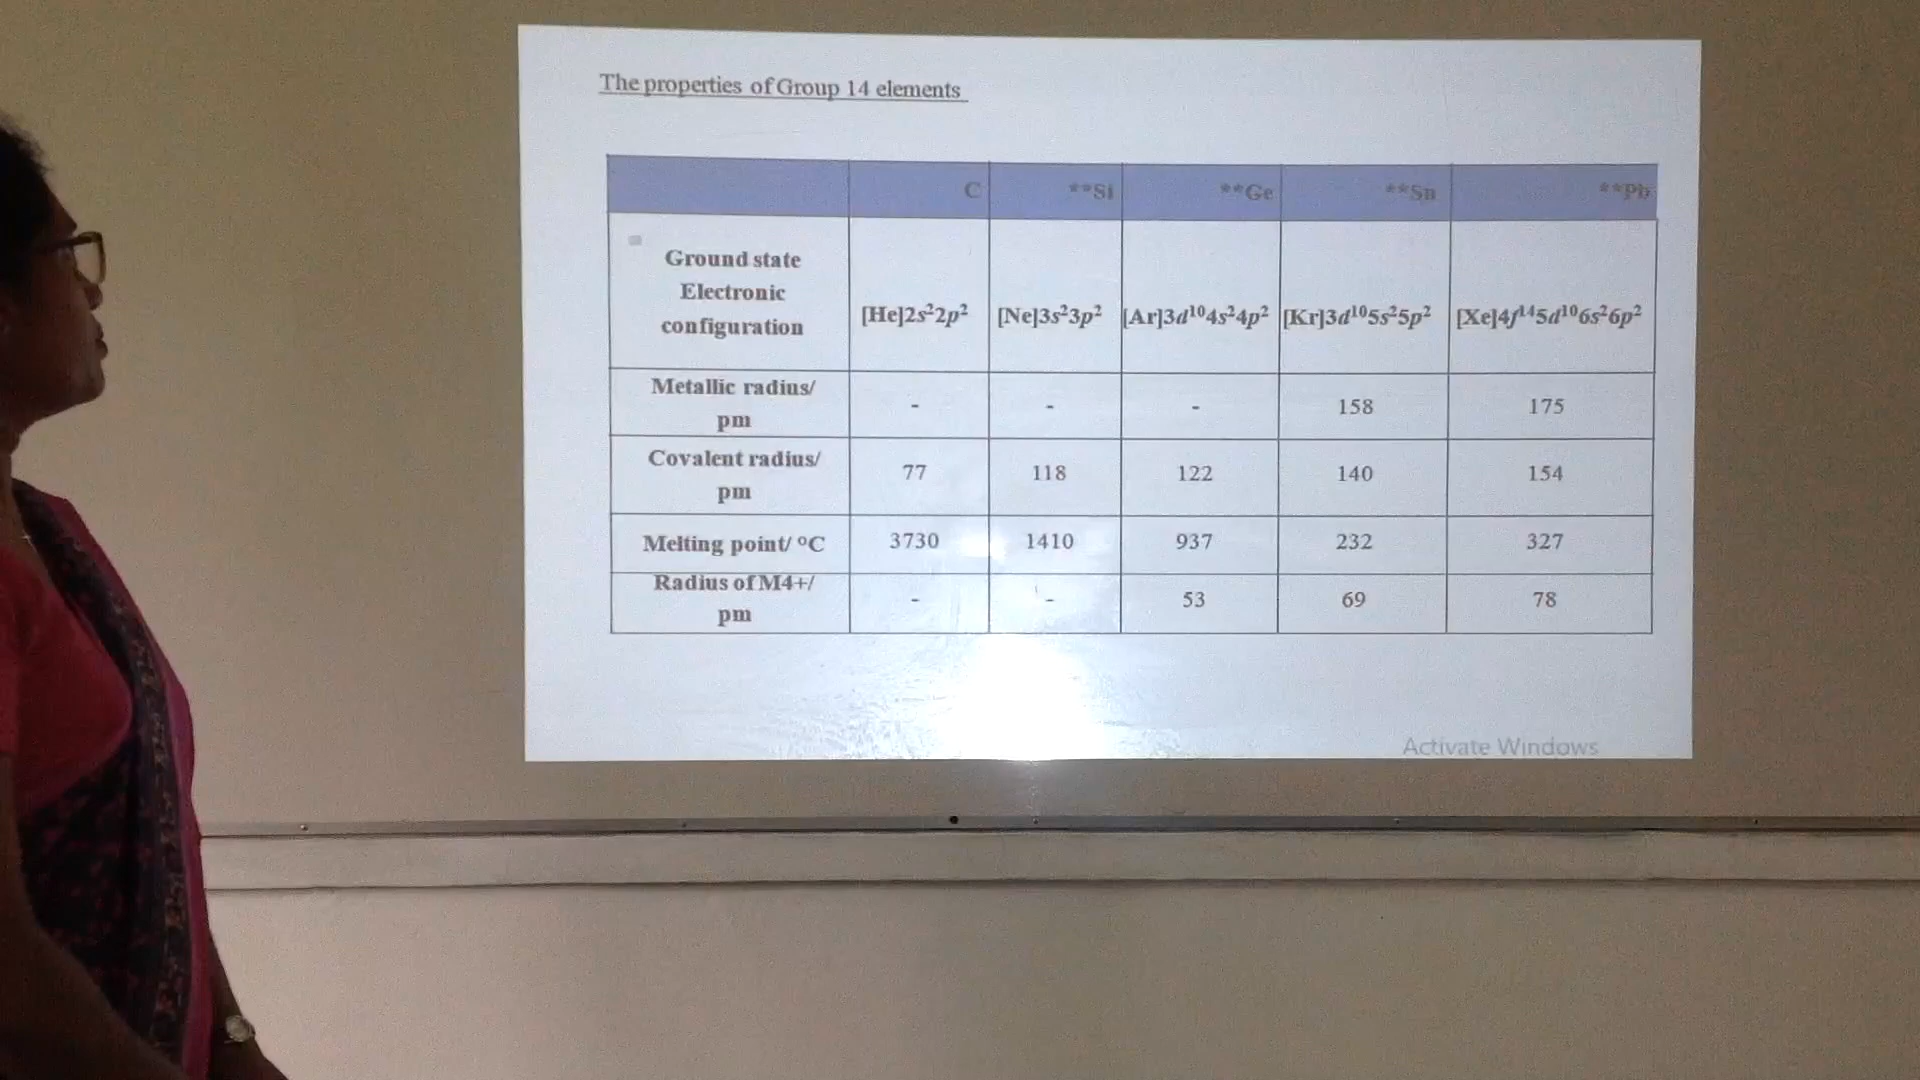 The properties of Group 14 elements
C **Si **Ge **Sn **Pb
Ground state
Electronic
configuration
[He]2s²2p² [Ne]3s²3p² [Ar]3d¹⁰4s²4p² [Kr]3d¹⁰5s²5p² [Xe]4f¹⁴5d¹⁰6s²6p²
Metallic radius/
pm
- - - 158 175
Covalent radius/
pm
77 118 122 140 154
Melting point/ ºC 3730 1410 937 232 327
Radius of M4+/
pm
- - 53 69 78
Activate Windows